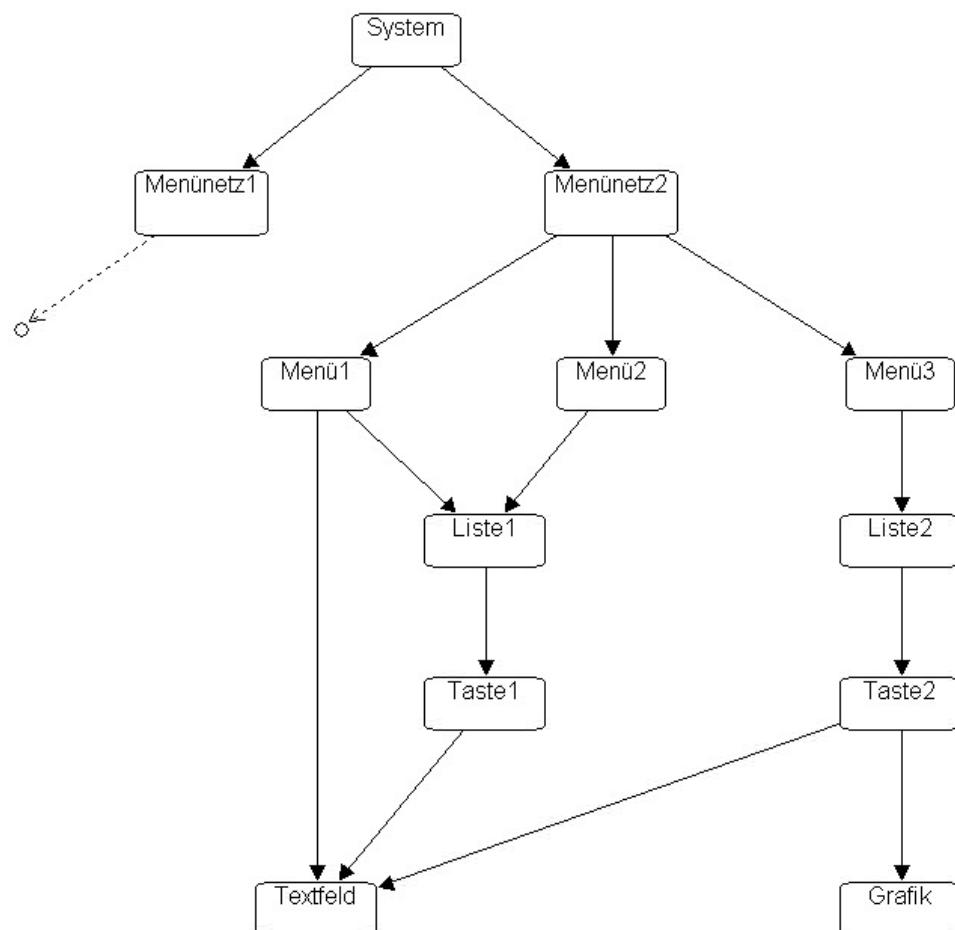 System
Menünetz1
Menünetz2
Menü1
Menü2
Menü3
Liste1
Liste2
Taste1
Taste2
Textfeld
Grafik